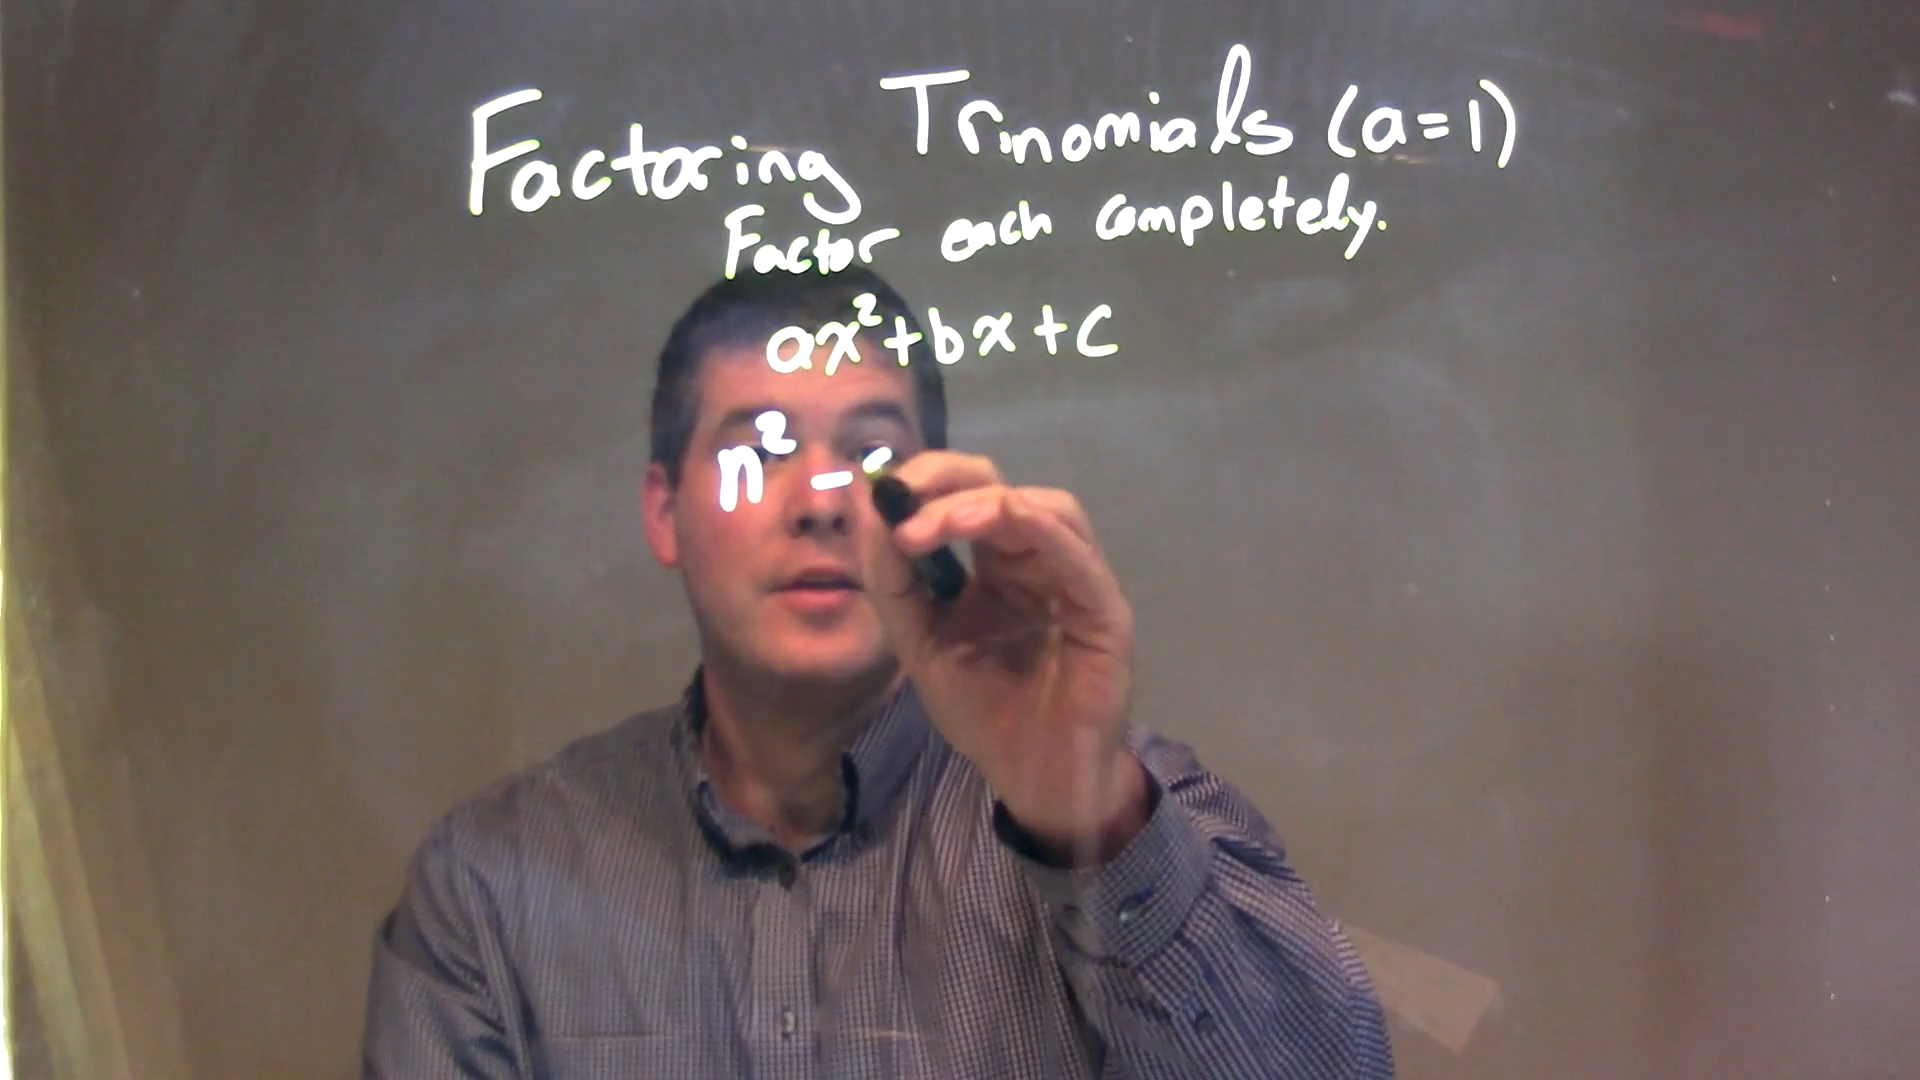 Factoring Trinomials (a=1)
Factor each completely.
ax²+bx+c
n² -